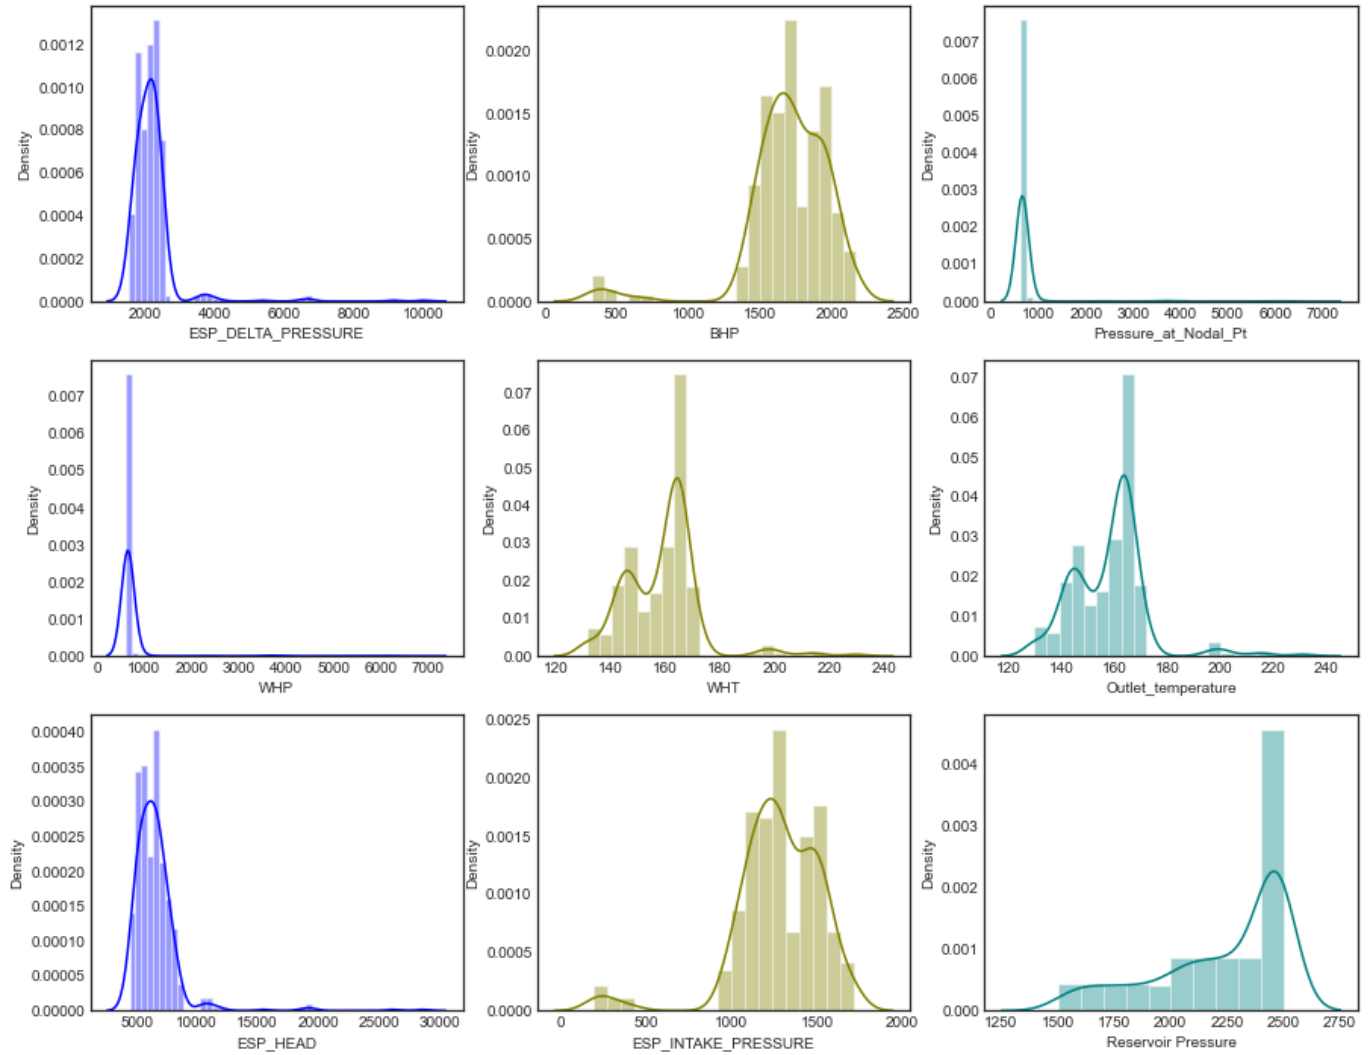 0.0012
0.0010
0.0008
0.0006
0.0004
0.0002
0.0000
Density
2000 4000 6000 8000 10000
ESP_DELTA_PRESSURE
0.0020
0.0015
0.0010
0.0005
0.0000
Density
0 500 1000 1500 2000 2500
BHP
0.007
0.006
0.005
0.004
0.003
0.002
0.001
0.000
Density
0 1000 2000 3000 4000 5000 6000 7000
Pressure_at_Nodal_Pt
0.007
0.006
0.005
0.004
0.003
0.002
0.001
0.000
Density
0 1000 2000 3000 4000 5000 6000 7000
WHP
0.07
0.06
0.05
0.04
0.03
0.02
0.01
0.00
Density
120 140 160 180 200 220 240
WHT
0.07
0.06
0.05
0.04
0.03
0.02
0.01
0.00
Density
120 140 160 180 200 220 240
Outlet_temperature
0.00040
0.00035
0.00030
0.00025
0.00020
0.00015
0.00010
0.00005
0.00000
Density
5000 10000 15000 20000 25000 30000
ESP_HEAD
0.0025
0.0020
0.0015
0.0010
0.0005
0.0000
Density
0 500 1000 1500 2000
ESP_INTAKE_PRESSURE
0.004
0.003
0.002
0.001
0.000
Density
1250 1500 1750 2000 2250 2500 2750
Reservoir Pressure